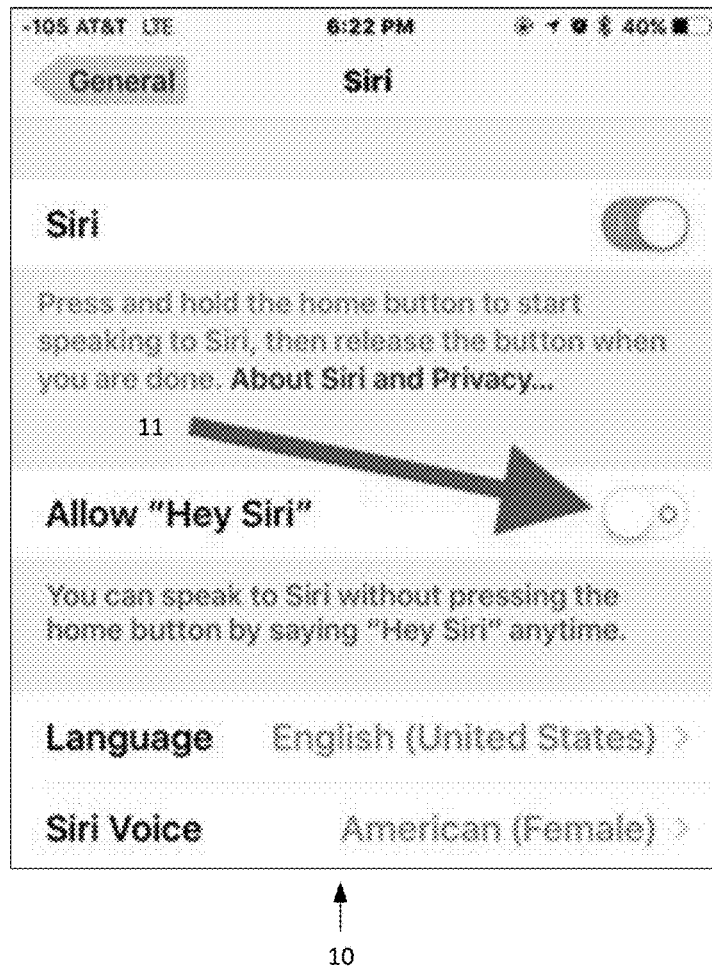 -105 AT&T LTE 6:22 PM 40%
General Siri
Siri
Press and hold the home button to start
speaking to Siri, then release the button when
you are done. About Siri and Privacy...
11
Allow "Hey Siri"
You can speak to Siri without pressing the
home button by saying "Hey Siri" anytime.
Language English (United States) >
Siri Voice American (Female) >
10